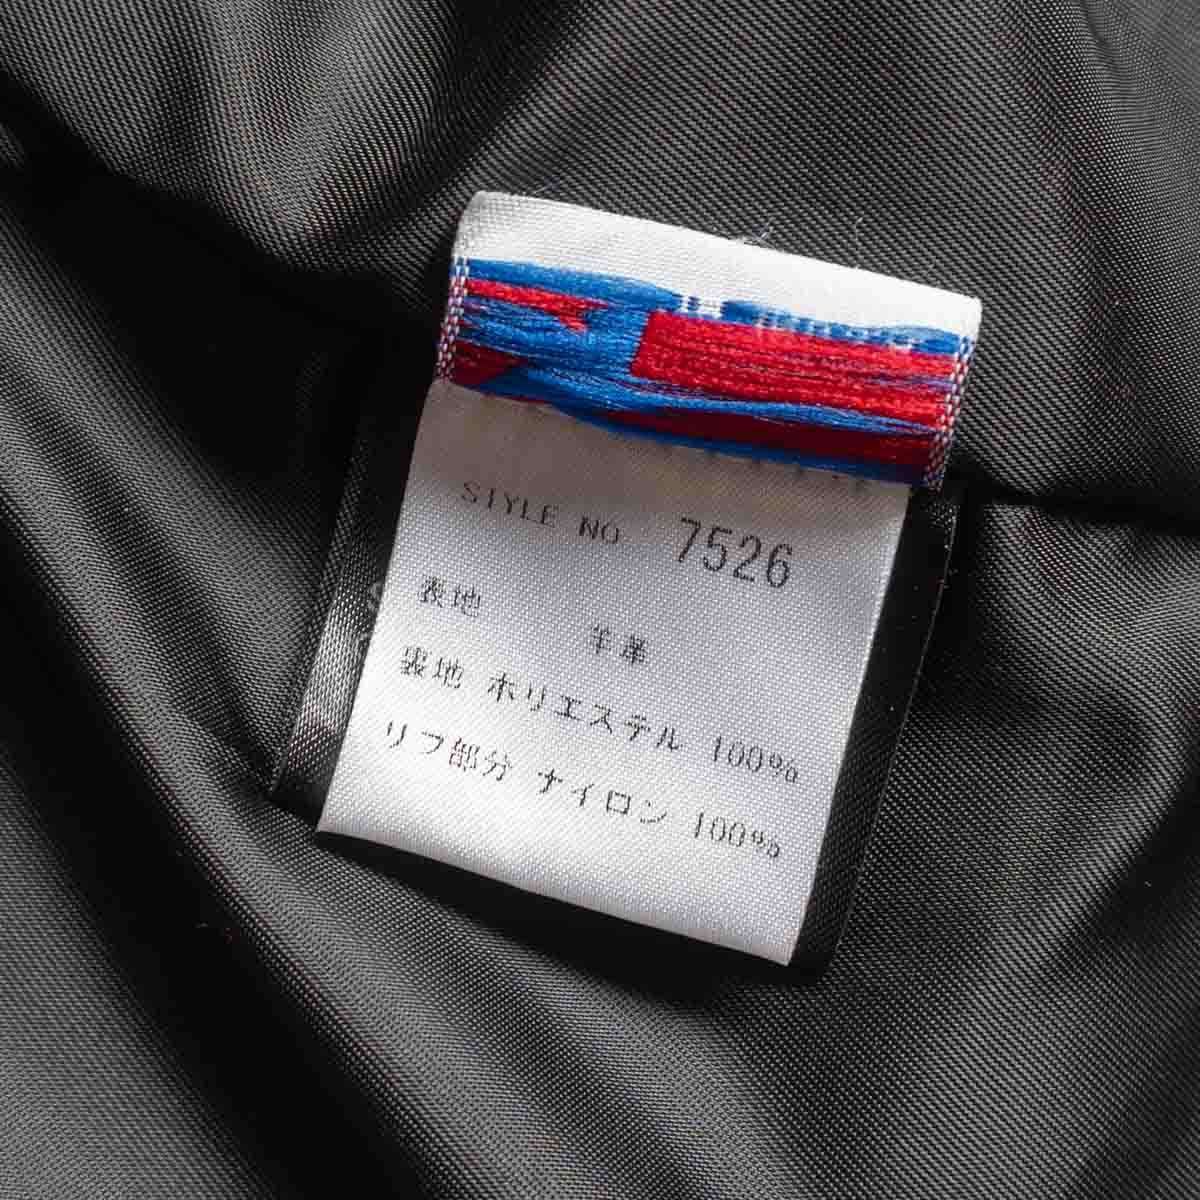 STYLE NO. 7526
表地 羊革
裏地 ポリエステル 100%
リブ部分 ナイロン 100%